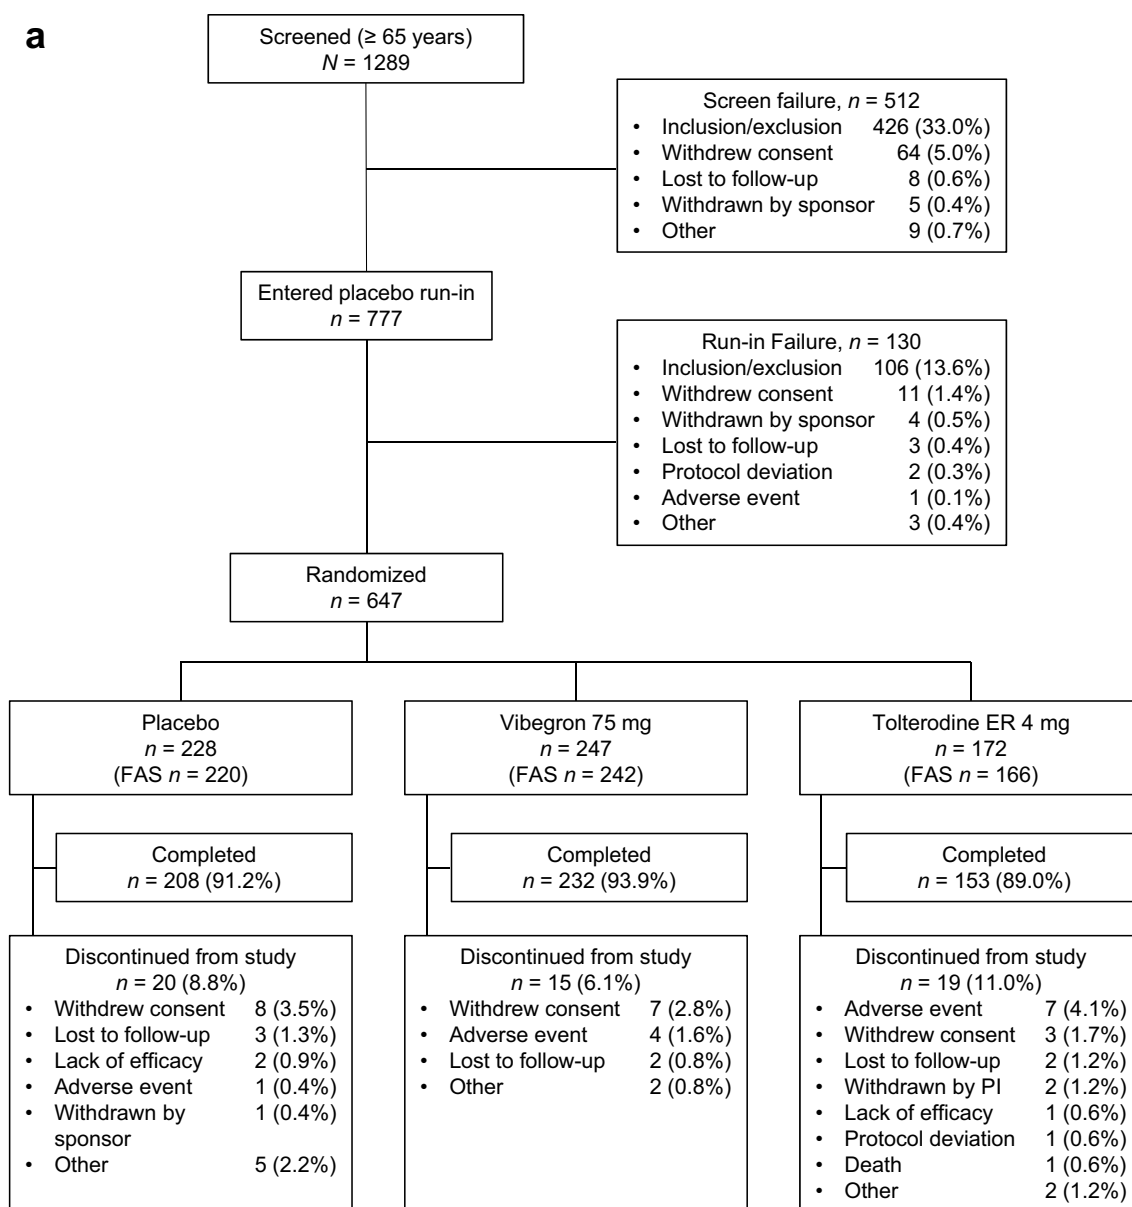 a
Screened (≥ 65 years)
N = 1289
Screen failure, n = 512
• Inclusion/exclusion 426 (33.0%)
• Withdrew consent 64 (5.0%)
• Lost to follow-up 8 (0.6%)
• Withdrawn by sponsor 5 (0.4%)
• Other 9 (0.7%)
Entered placebo run-in
n = 777
Run-in Failure, n = 130
• Inclusion/exclusion 106 (13.6%)
• Withdrew consent 11 (1.4%)
• Withdrawn by sponsor 4 (0.5%)
• Lost to follow-up 3 (0.4%)
• Protocol deviation 2 (0.3%)
• Adverse event 1 (0.1%)
• Other 3 (0.4%)
Randomized
n = 647
Placebo
n = 228
(FAS n = 220)
Completed
n = 208 (91.2%)
Discontinued from study
n = 20 (8.8%)
• Withdrew consent 8 (3.5%)
• Lost to follow-up 3 (1.3%)
• Lack of efficacy 2 (0.9%)
• Adverse event 1 (0.4%)
• Withdrawn by 1 (0.4%)
sponsor
• Other 5 (2.2%)
Vibegron 75 mg
n = 247
(FAS n = 242)
Completed
n = 232 (93.9%)
Discontinued from study
n = 15 (6.1%)
• Withdrew consent 7 (2.8%)
• Adverse event 4 (1.6%)
• Lost to follow-up 2 (0.8%)
• Other 2 (0.8%)
Tolterodine ER 4 mg
n = 172
(FAS n = 166)
Completed
n = 153 (89.0%)
Discontinued from study
n = 19 (11.0%)
• Adverse event 7 (4.1%)
• Withdrew consent 3 (1.7%)
• Lost to follow-up 2 (1.2%)
• Withdrawn by PI 2 (1.2%)
• Lack of efficacy 1 (0.6%)
• Protocol deviation 1 (0.6%)
• Death 1 (0.6%)
• Other 2 (1.2%)